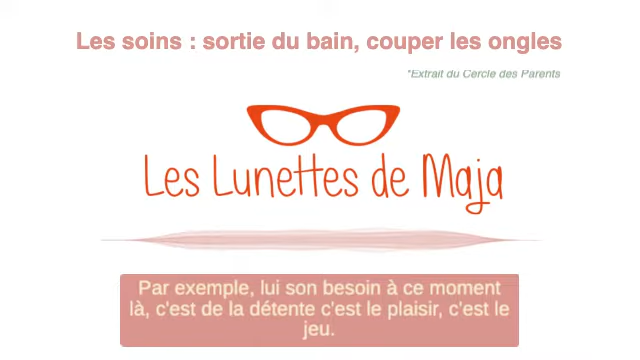 Les soins : sortie du bain, couper les ongles
*Extrait du Cercle des Parents
Les Lunettes de Maja
Par exemple, lui son besoin à ce moment
là, c'est de la détente c'est le plaisir, c'est le
jeu.